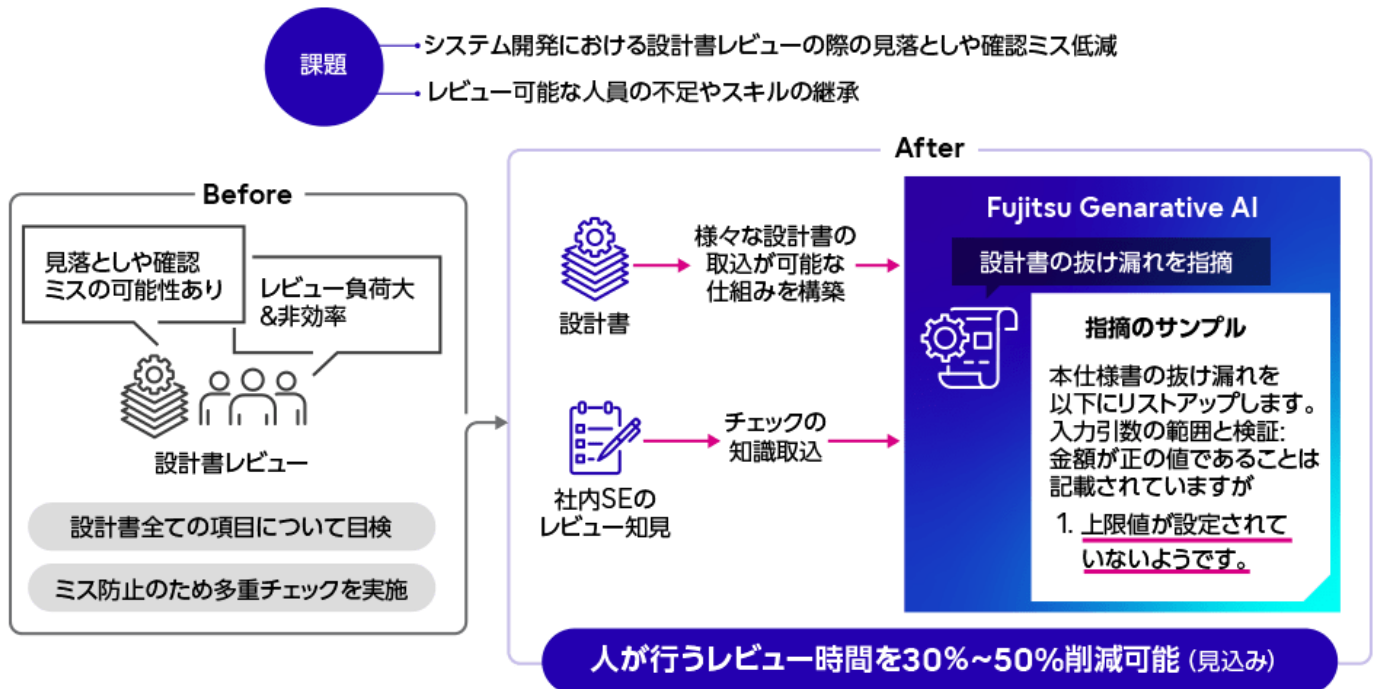 課題
システム開発における設計書レビューの際の見落としや確認ミス低減
レビュー可能な人員の不足やスキルの継承
Before
見落としや確認
ミスの可能性あり
レビュー負荷大
&非効率
設計書レビュー
設計書全ての項目について目検
ミス防止のため多重チェックを実施
After
設計書
様々な設計書の
取込が可能な
仕組みを構築
社内SEの
レビュー知見
チェックの
知識取込
Fujitsu Genarative AI
設計書の抜け漏れを指摘
指摘のサンプル
本仕様書の抜け漏れを
以下にリストアップします。
入力引数の範囲と検証:
金額が正の値であることは
記載されていますが
1. 上限値が設定されて
いないようです。
人が行うレビュー時間を30%~50%削減可能 (見込み)